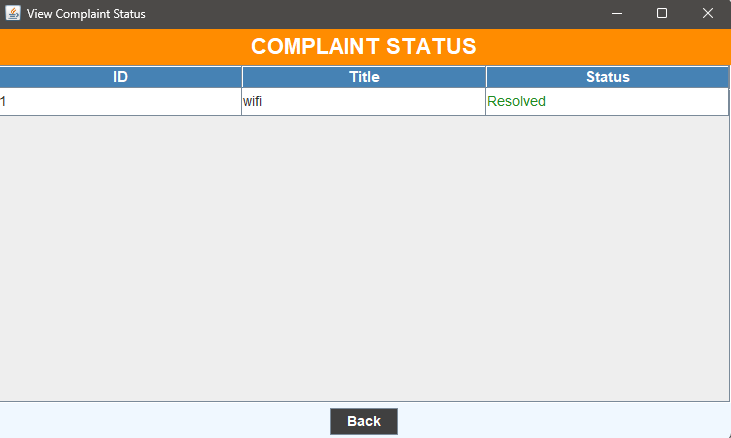 View Complaint Status
COMPLAINT STATUS
ID Title Status
1 wifi Resolved
Back